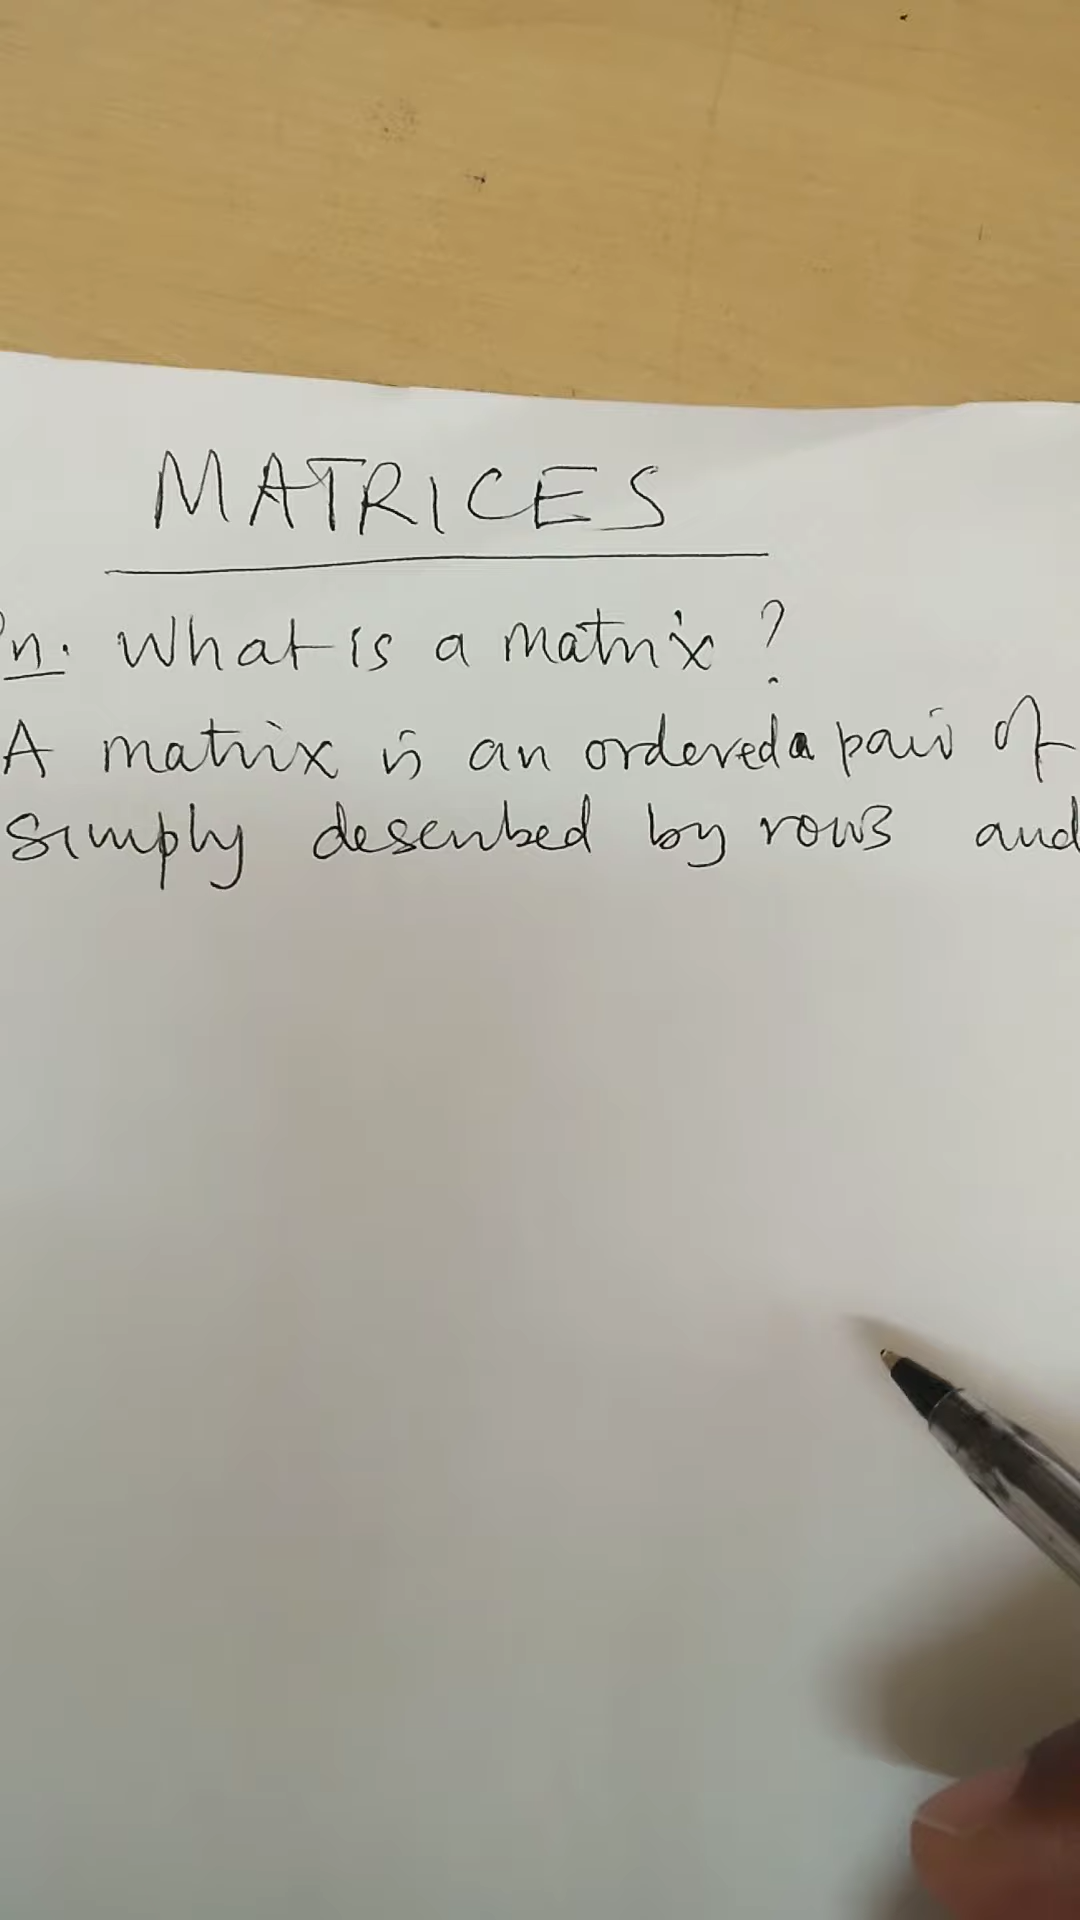 MATRICES
n. What is a matrix?
A matrix is an ordered pair of
simply described by rows and